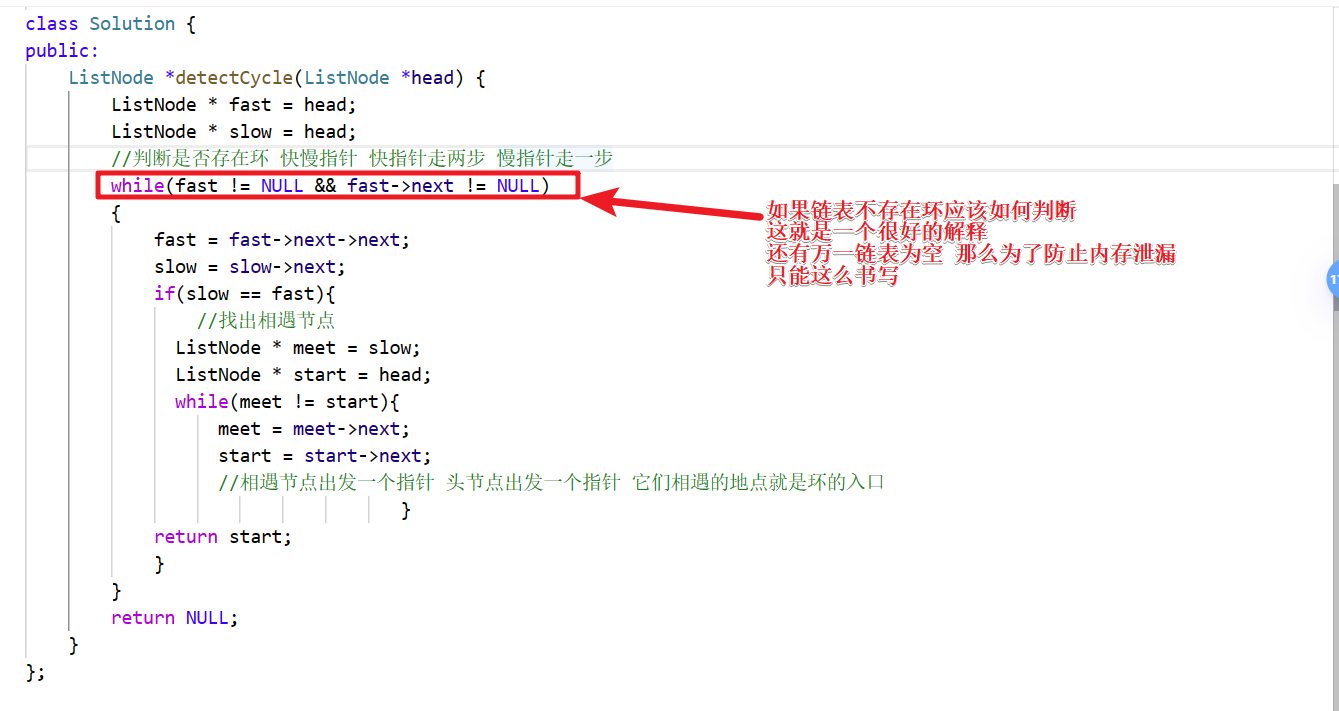 class Solution {
public:
ListNode *detectCycle(ListNode *head) {
ListNode * fast = head;
ListNode * slow = head;
//判断是否存在环 快慢指针 快指针走两步 慢指针走一步
while(fast != NULL && fast->next != NULL)
{
fast = fast->next->next;
slow = slow->next;
if(slow == fast){
//找出相遇节点
ListNode * meet = slow;
ListNode * start = head;
while(meet != start){
meet = meet->next;
start = start->next;
//相遇节点出发一个指针 头节点出发一个指针 它们相遇的地点就是环的入口
}
return start;
}
}
return NULL;
}
};
如果链表不存在环应该如何判断
这就是一个很好的解释
还有万一链表为空 那么为了防止内存泄漏
只能这么书写